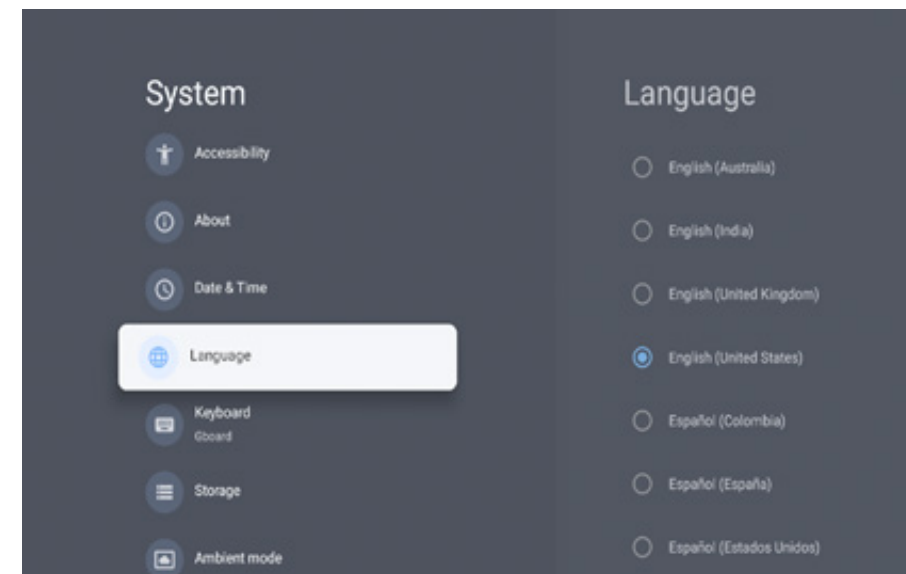 System
Accessibility
About
Date & Time
Language
Keyboard
Gboard
Storage
Ambient mode
Language
English (Australia)
English (India)
English (United Kingdom)
English (United States)
Español (Colombia)
Español (España)
Español (Estados Unidos)